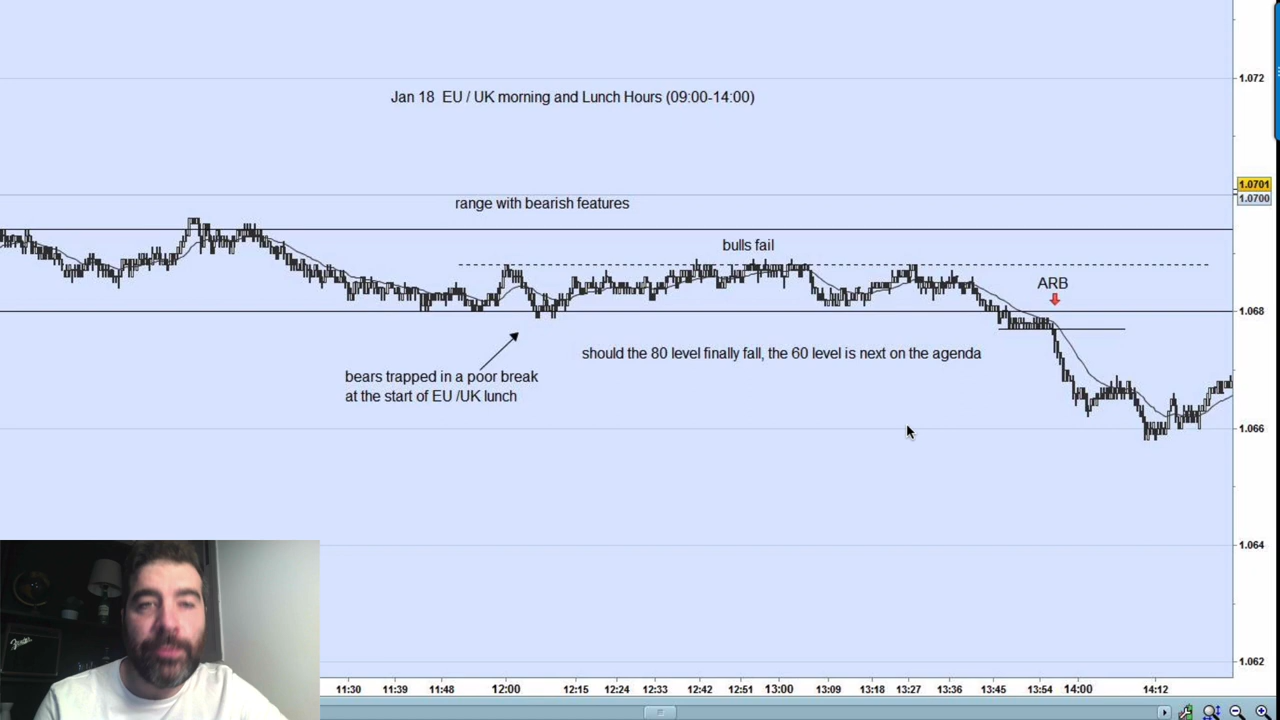 1.072
Jan 18 EU / UK morning and Lunch Hours (09:00-14:00)
1.0701
1.0700
range with bearish features
bulls fail
ARB
1.068
should the 80 level finally fall, the 60 level is next on the agenda
bears trapped in a poor break
at the start of EU /UK lunch
1.066
1.064
Fender
1.062
11:30 11:39 11:48 12:00 12:15 12:24 12:33 12:42 12:51 13:00 13:09 13:18 13:27 13:36 13:45 13:54 14:00 14:12